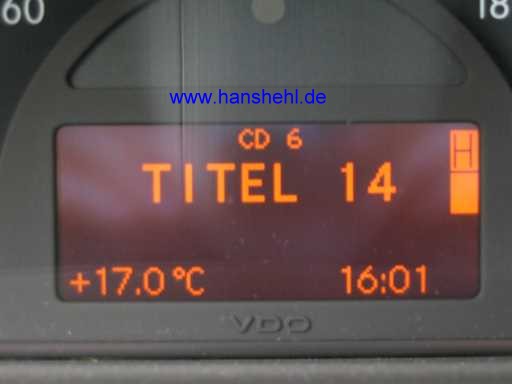 60
18
www.hanshehl.de
CD 6
H
TITEL 14
+17.0°C
16:01
VDO